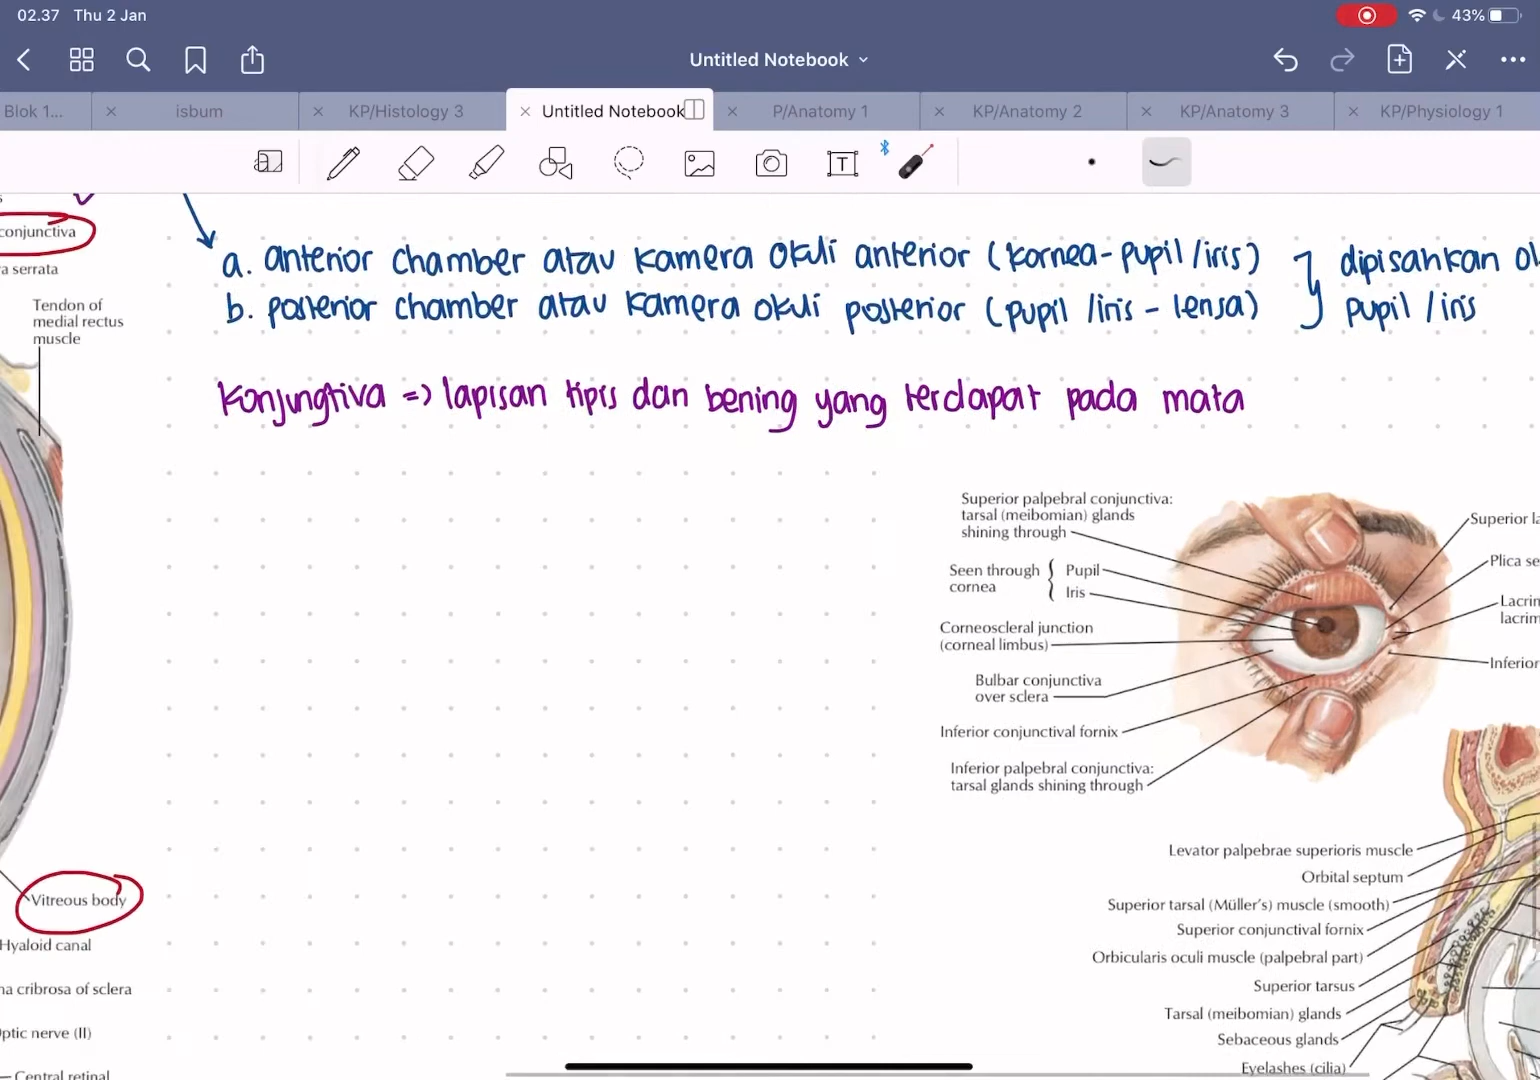 02.37 Thu 2 Jan
43%
Untitled Notebook
Blok 1...
isbum
KP/Histology 3
Untitled Notebook
P/Anatomy 1
KP/Anatomy 2
KP/Anatomy 3
KP/Physiology 1
conjunctiva
a serrata
Tendon of
medial rectus
muscle
a. anterior chamber atau kamera okuli anterior (kornea-pupil/iris)
b. posterior chamber atau kamera okuli posterior (pupil/iris - lensa)
dipisahkan ol
pupil/iris
Konjungtiva => lapisan tipis dan bening yang terdapat pada mata
Superior palpebral conjunctiva:
tarsal (meibomian) glands
shining through
Seen through
cornea
Pupil
Iris
Corneoscleral junction
(corneal limbus)
Bulbar conjunctiva
over sclera
Inferior conjunctival fornix
Inferior palpebral conjunctiva:
tarsal glands shining through
Superior la
Plica se
Lacrin
lacrim
Inferior
Vitreous body
Hyaloid canal
na cribrosa of sclera
Optic nerve (II)
Central retinal
Levator palpebrae superioris muscle
Orbital septum
Superior tarsal (Müller's) muscle (smooth)
Superior conjunctival fornix
Orbicularis oculi muscle (palpebral part)
Superior tarsus
Tarsal (meibomian) glands
Sebaceous glands
Eyelashes (cilia)